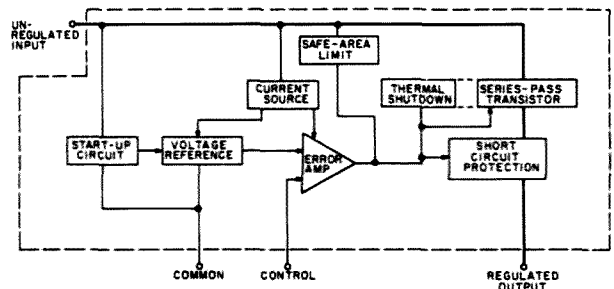 UN-
REGULATED
INPUT
SAFE-AREA
LIMIT
CURRENT
SOURCE
THERMAL
SHUTDOWN
SERIES-PASS
TRANSISTOR
START-UP
CIRCUIT
VOLTAGE
REFERENCE
ERROR
AMP
SHORT
CIRCUIT
PROTECTION
COMMON
CONTROL
REGULATED
OUTPUT